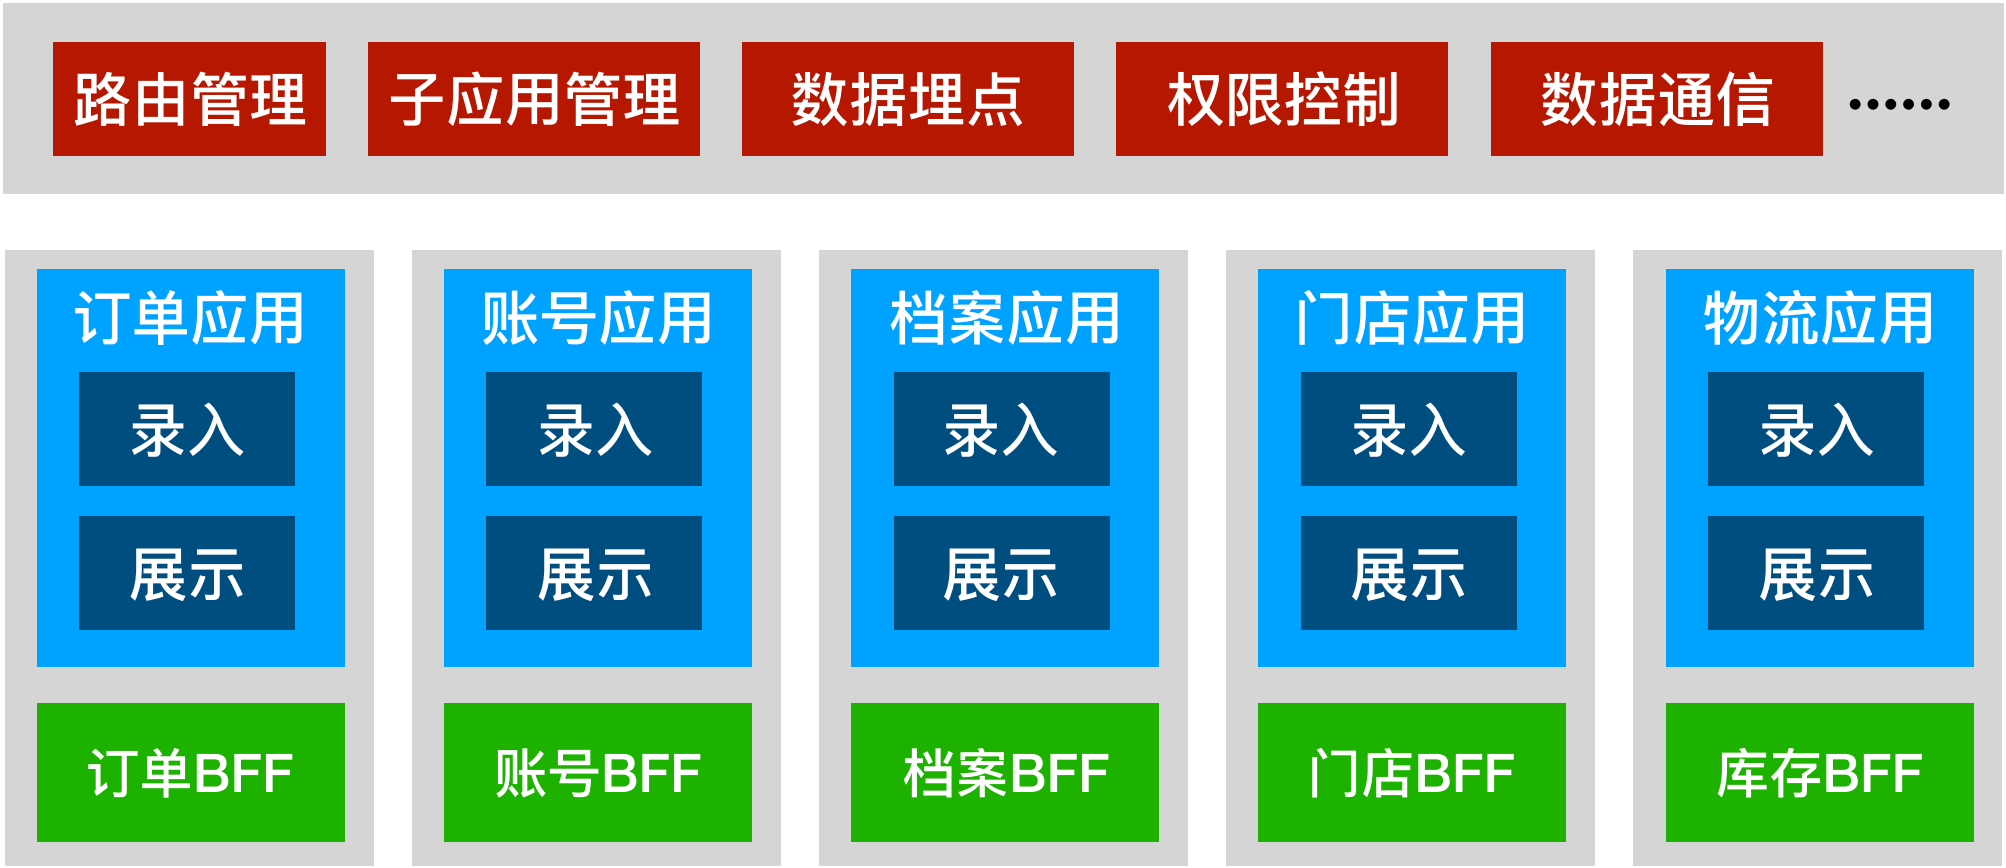 路由管理 子应用管理 数据埋点 权限控制 数据通信 ······
订单应用 账号应用 档案应用 门店应用 物流应用
录入 录入 录入 录入 录入
展示 展示 展示 展示 展示
订单BFF 账号BFF 档案BFF 门店BFF 库存BFF